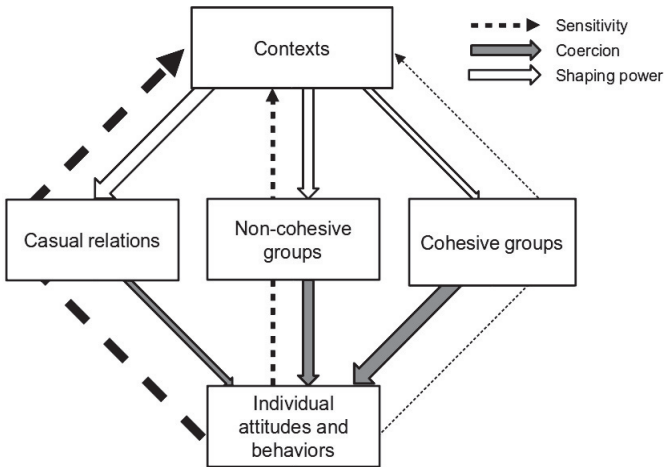 Contexts
Sensitivity
Coercion
Shaping power
Casual relations
Non-cohesive
groups
Cohesive groups
Individual
attitudes and
behaviors